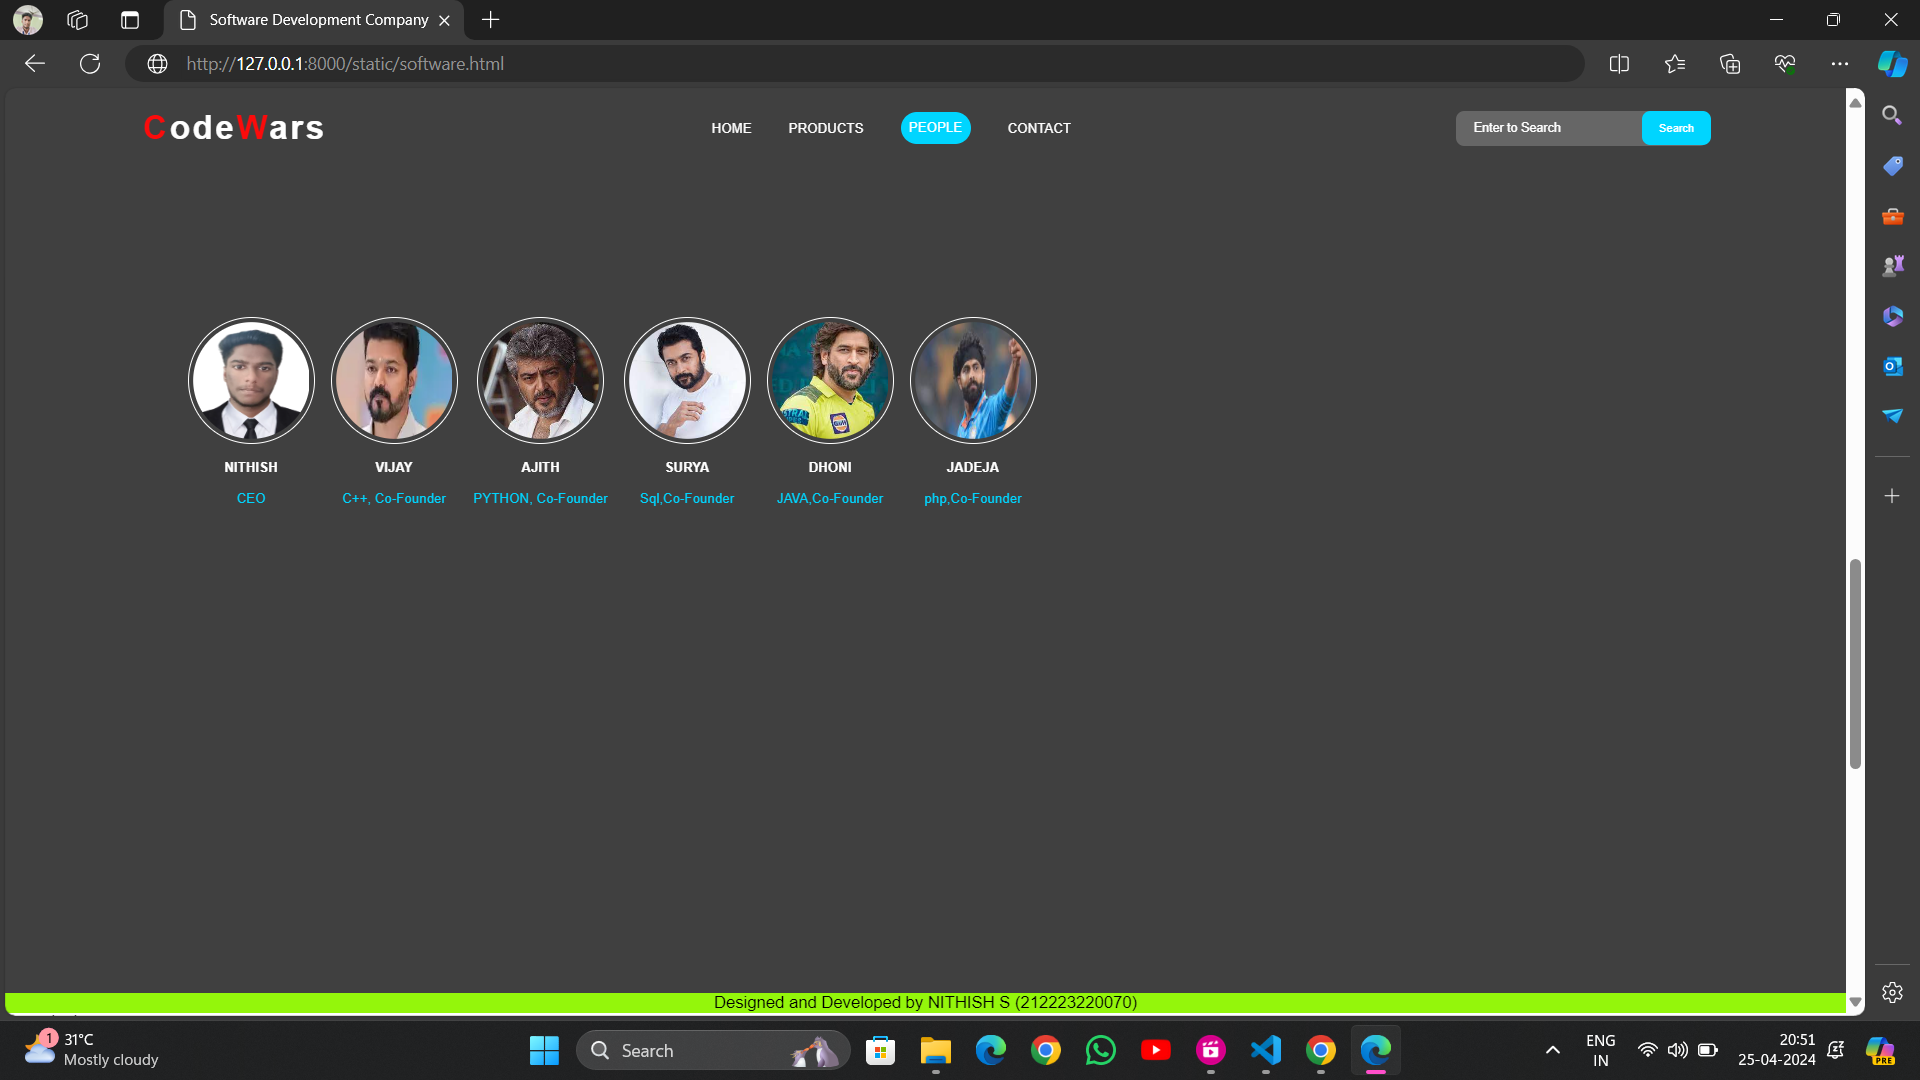 Software Development Company
http://127.0.0.1:8000/static/software.html
CodeWars
HOME PRODUCTS PEOPLE CONTACT
Enter to Search Search
NITHISH VIJAY AJITH SURYA DHONI JADEJA
CEO C++, Co-Founder PYTHON, Co-Founder Sql,Co-Founder JAVA,Co-Founder php,Co-Founder
Designed and Developed by NITHISH S (212223220070)
1
31°C
Mostly cloudy
Search
ENG
IN
20:51
25-04-2024
PRE